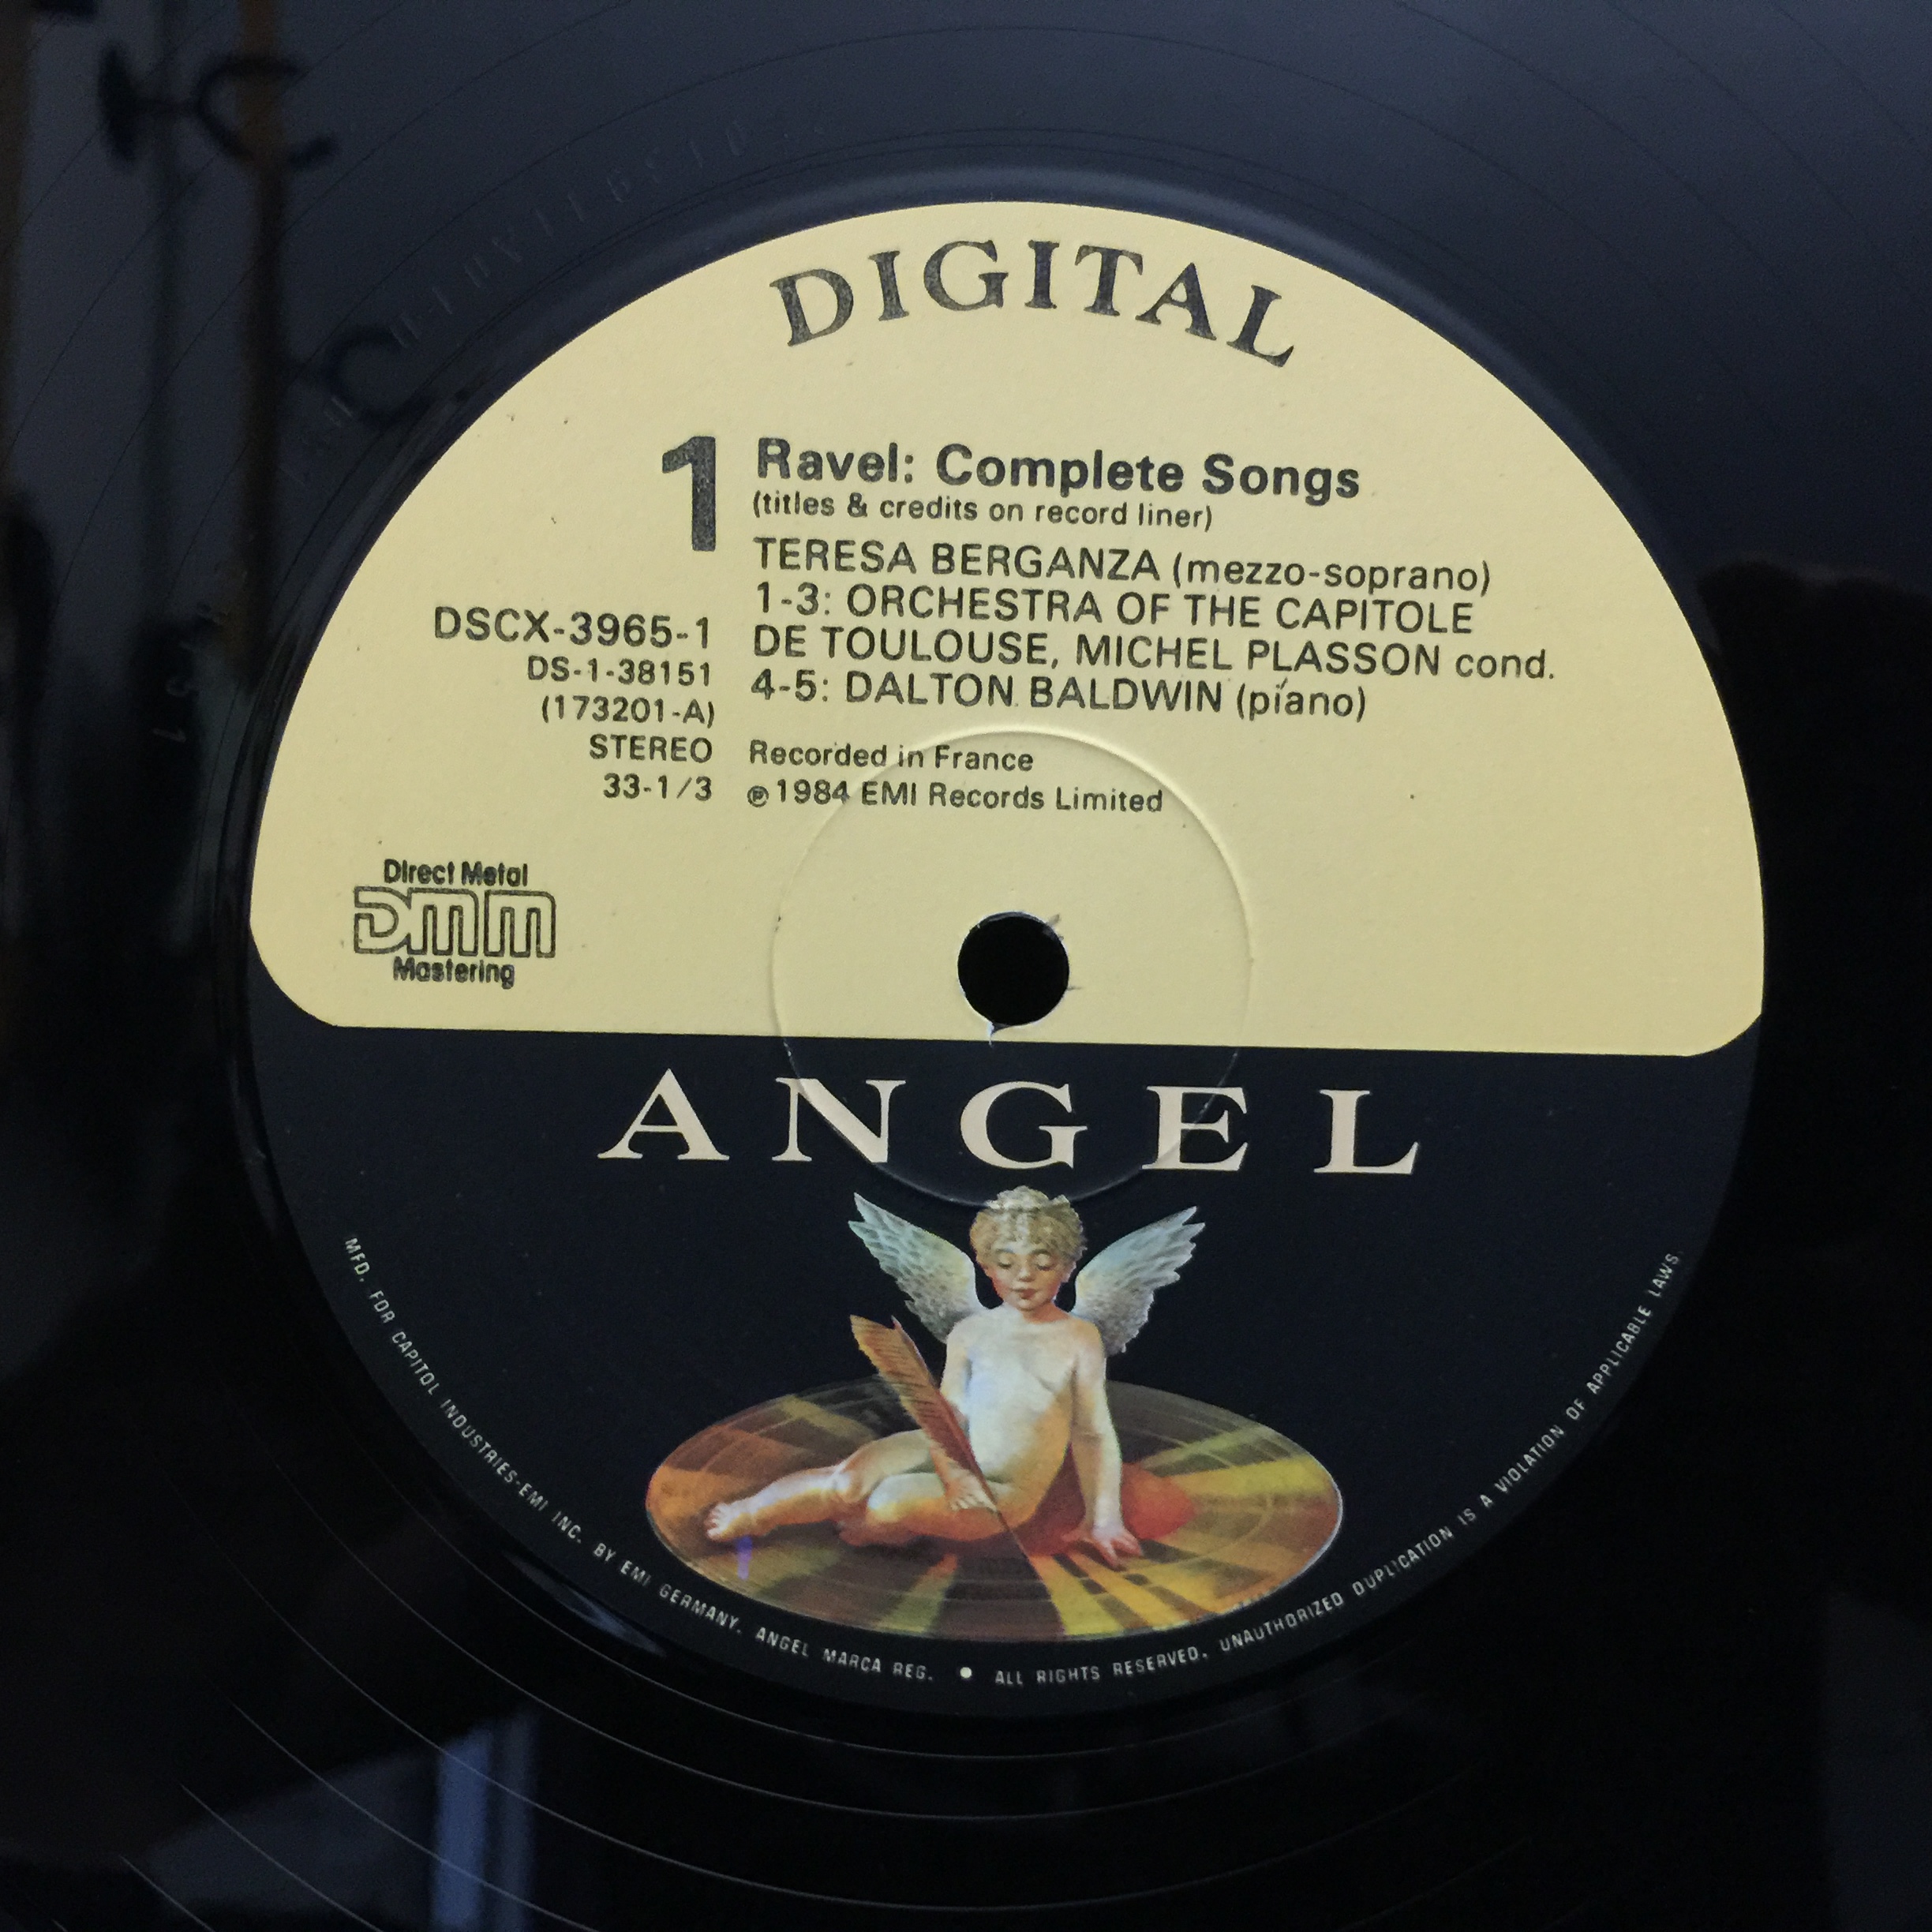 DIGITAL
1
Ravel: Complete Songs
(titles & credits on record liner)
TERESA BERGANZA (mezzo-soprano)
1-3: ORCHESTRA OF THE CAPITOLE
DE TOULOUSE, MICHEL PLASSON cond.
4-5: DALTON BALDWIN (piano)
DSCX-3965-1
DS-1-38151
(173201-A)
STEREO
33-1/3
Recorded in France
℗1984 EMI Records Limited
Direct Metal
DMM
Mastering
ANGEL
MFD. FOR CAPITOL INDUSTRIES-EMI INC. BY EMI GERMANY. ANGEL MARCA REG. • ALL RIGHTS RESERVED. UNAUTHORIZED DUPLICATION IS A VIOLATION OF APPLICABLE LAWS.